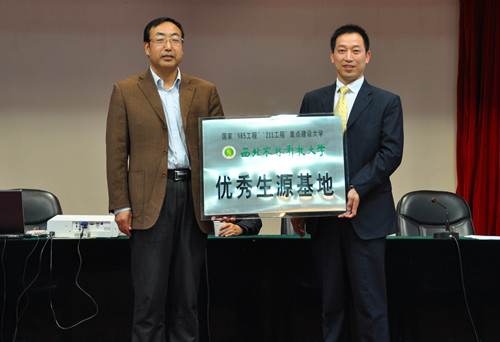 国家“985工程”“211工程”重点建设大学
西北农林科技大学
优秀生源基地